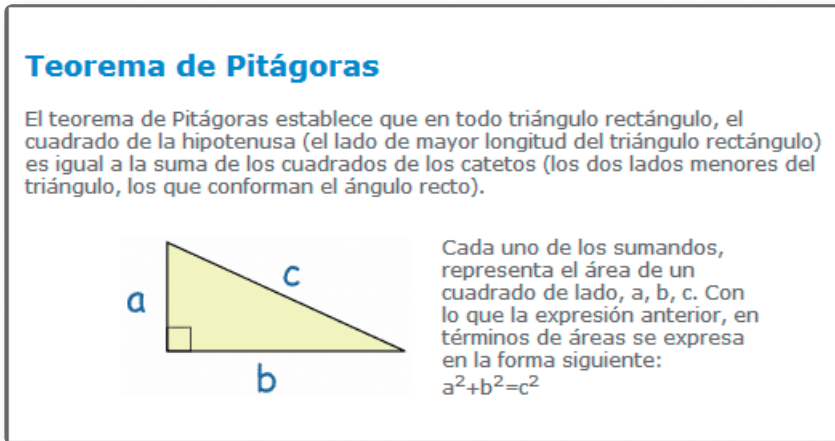 Teorema de Pitágoras
El teorema de Pitágoras establece que en todo triángulo rectángulo, el
cuadrado de la hipotenusa (el lado de mayor longitud del triángulo rectángulo)
es igual a la suma de los cuadrados de los catetos (los dos lados menores del
triángulo, los que conforman el ángulo recto).
a
c
b
Cada uno de los sumandos,
representa el área de un
cuadrado de lado, a, b, c. Con
lo que la expresión anterior, en
términos de áreas se expresa
en la forma siguiente:
a²+b²=c²